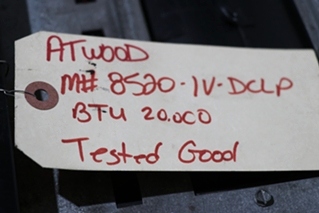 ATWOOD
M# 8520-IV-DCLP
BTU 20.000
Tested Good